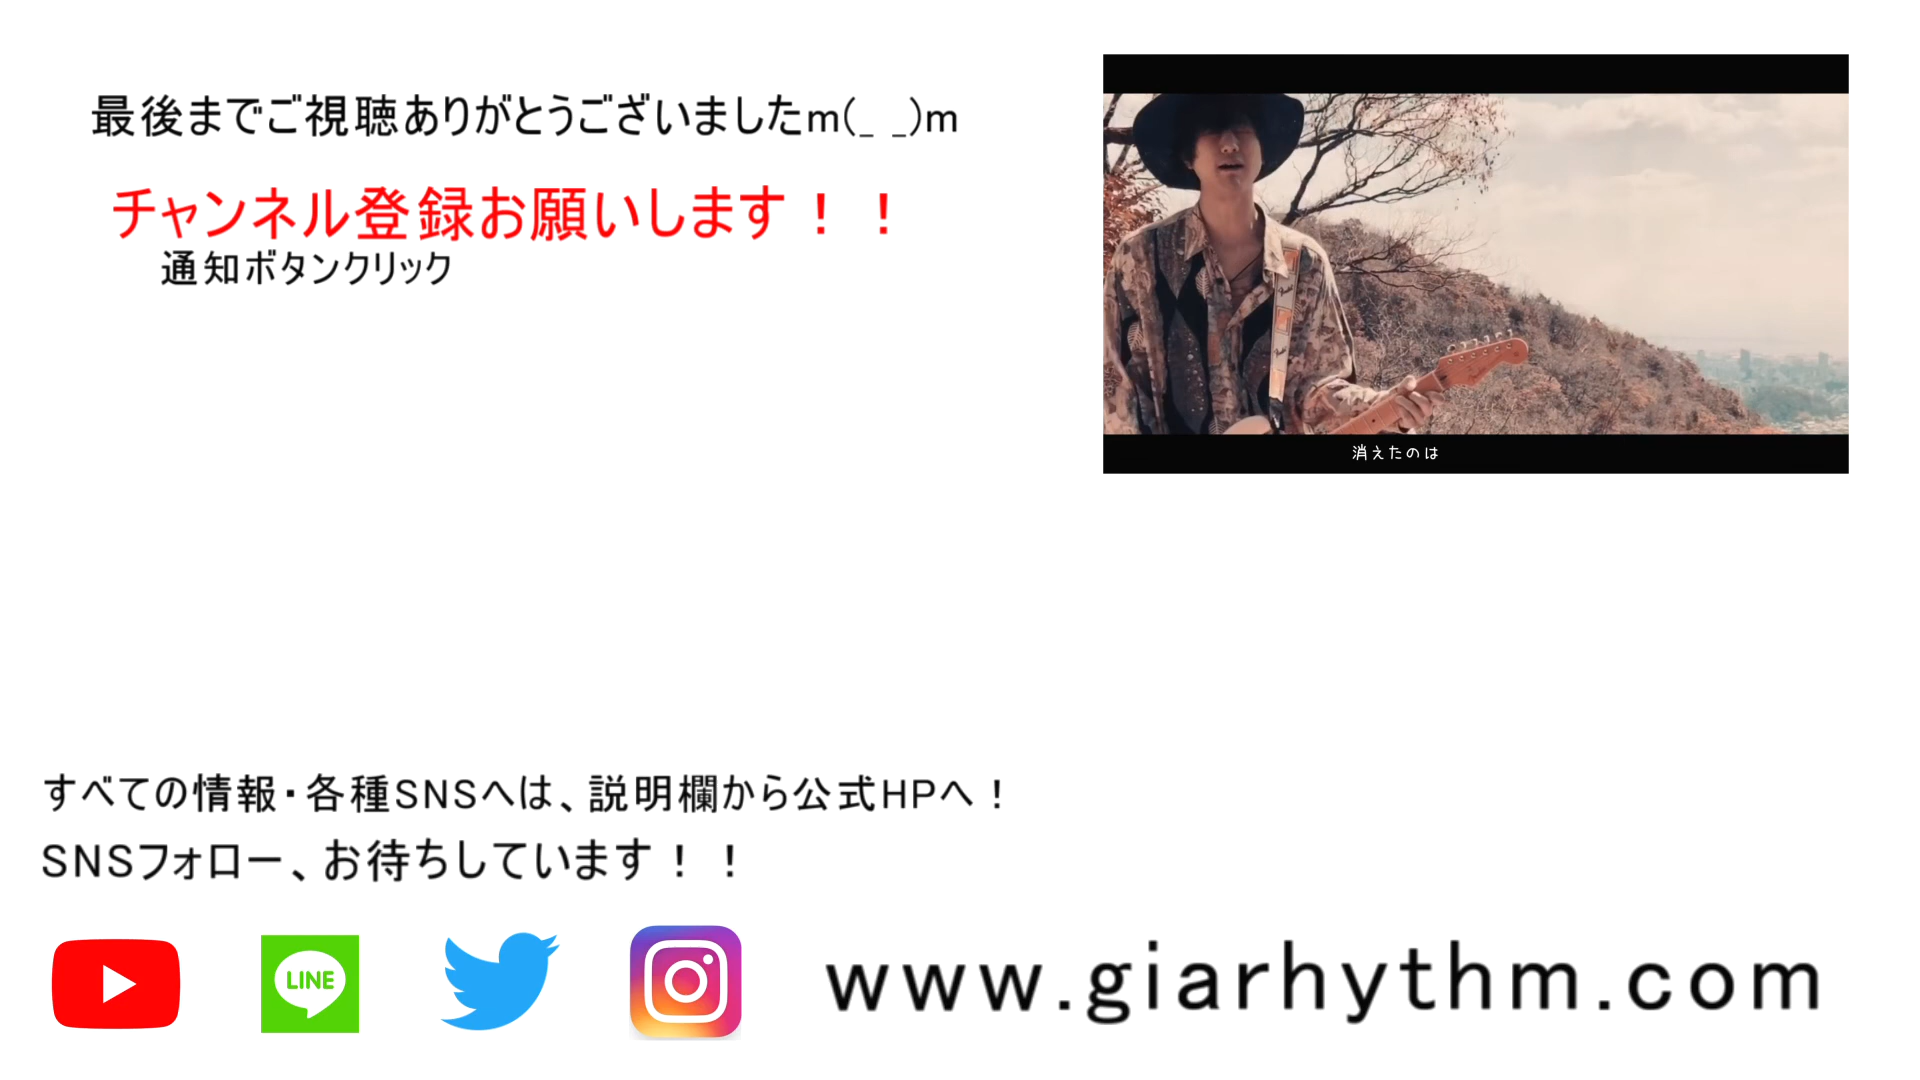 最後までご視聴ありがとうございましたm(_ _)m
チャンネル登録お願いします！！
通知ボタンクリック
消えたのは
すべての情報・各種SNSへは、説明欄から公式HPへ！
SNSフォロー、お待ちしています！！
LINE
www.giarhythm.com